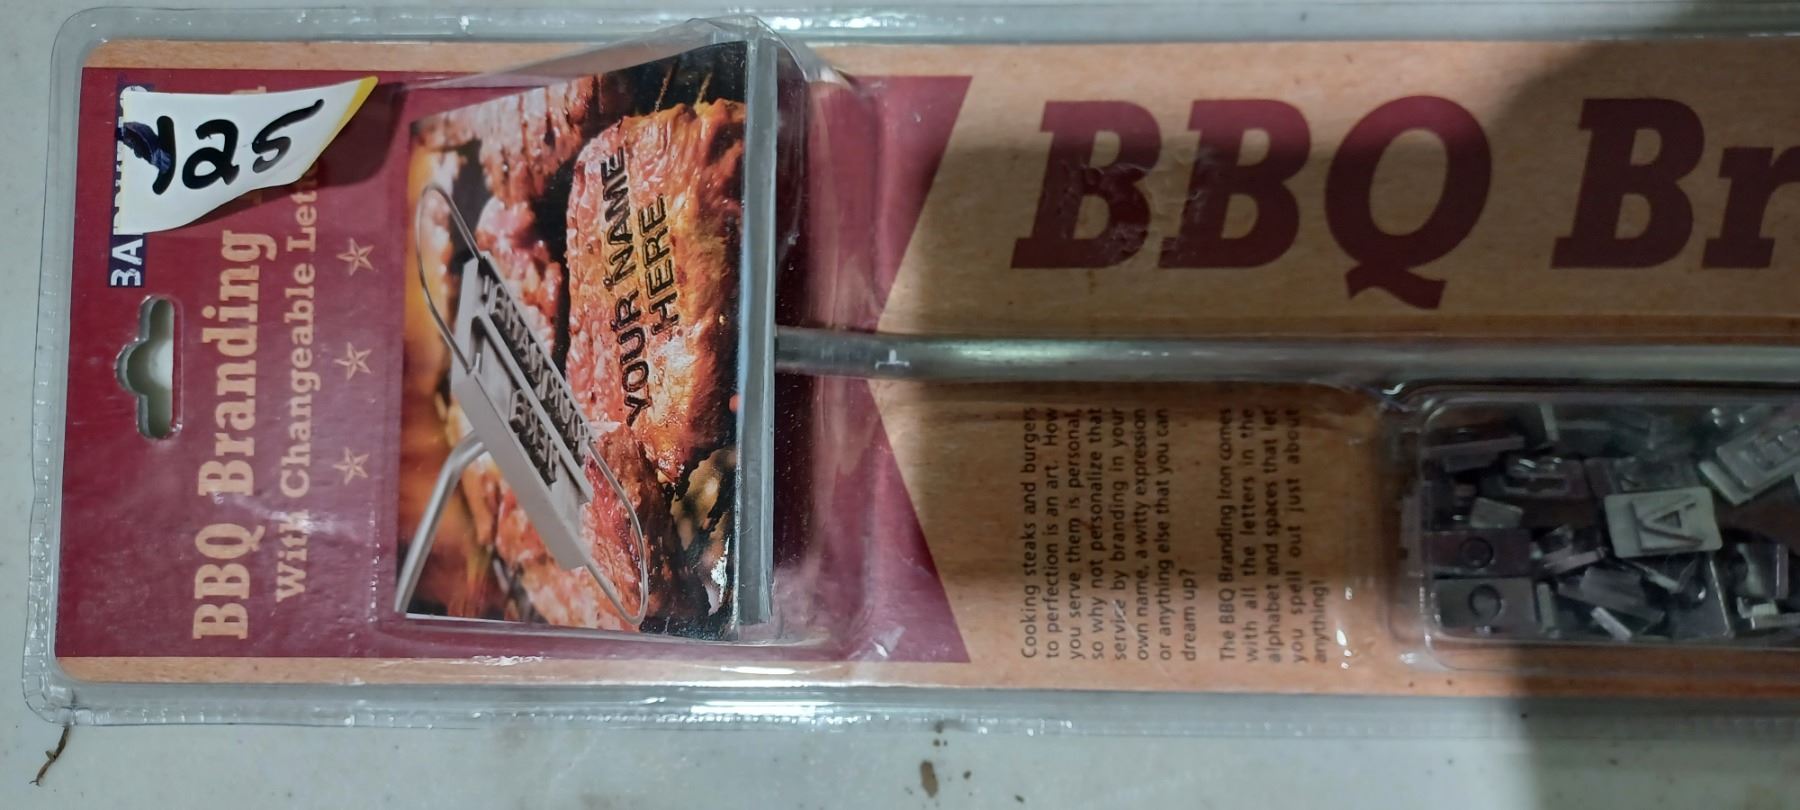 BBQ Branding
With Changeable
YOUR NAME
HERE
YOUR NAME
HERE
BBQ
Cooking steaks and burgers
to perfection is an art. How
you serve them is personal,
so why not personalize that
service by branding in your
own name, a witty expression
or anything else that you can
dream up?
The BBQ Branding Iron comes
with all the letters in the
alphabet and spaces that let
you spell out just about
anything!
A